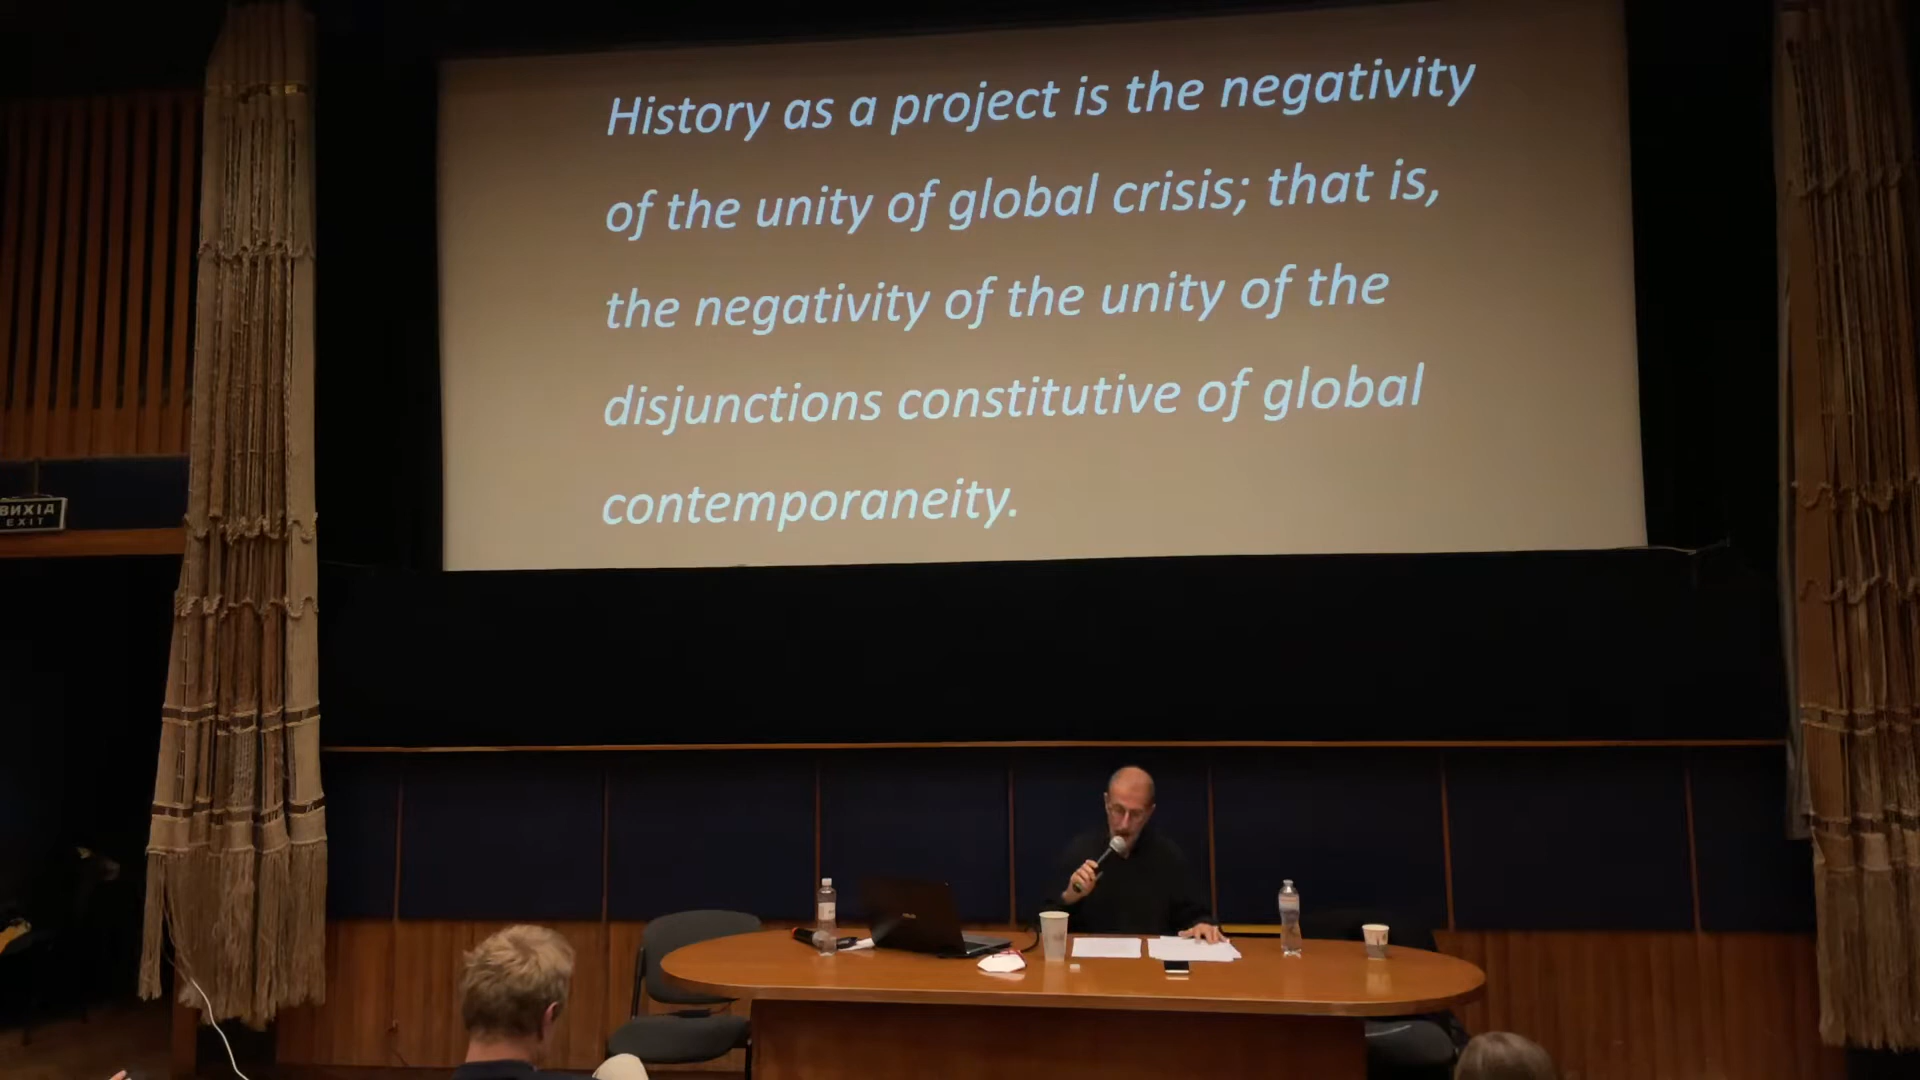 History as a project is the negativity
of the unity of global crisis; that is,
the negativity of the unity of the
disjunctions constitutive of global
contemporaneity.
ВИХІД
EXIT